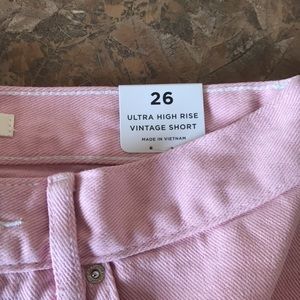 26
ULTRA HIGH RISE
VINTAGE SHORT
MADE IN VIETNAM